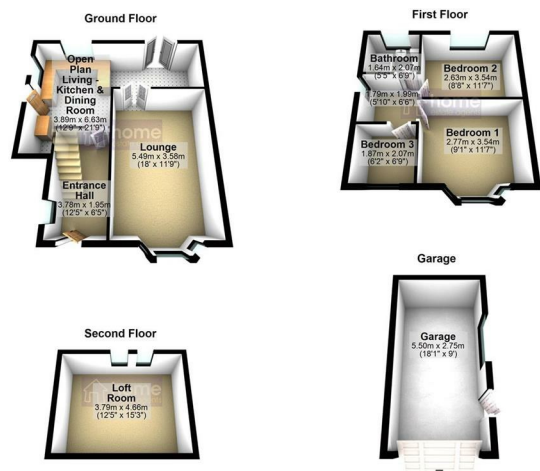 Ground Floor
Open
Plan
Living -
Kitchen &
Dining
Room
3.89m x 6.63m
(12'9" x 21'9")
Lounge
5.49m x 3.58m
(18' x 11'9")
Entrance
Hall
3.78m x 1.95m
(12'5" x 6'5")
First Floor
Bathroom
1.64m x 2.07m
(5'5" x 6'9")
Bedroom 2
2.63m x 3.54m
(8'8" x 11'7")
1.79m x 1.99m
(5'10" x 6'6")
Bedroom 1
2.77m x 3.54m
(9'1" x 11'7")
Bedroom 3
1.87m x 2.07m
(6'2" x 6'9")
Second Floor
Loft
Room
3.79m x 4.66m
(12'5" x 15'3")
Garage
Garage
5.50m x 2.75m
(18'1" x 9')
home